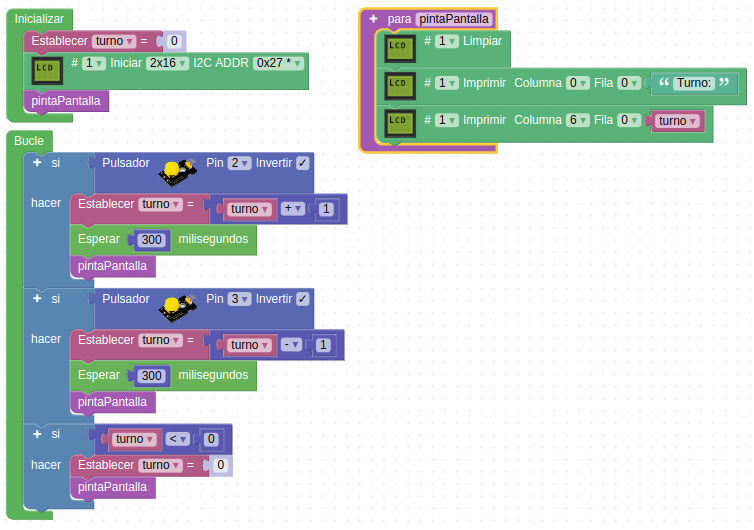 Inicializar
Establecer turno = 0
LCD # 1 Iniciar 2x16 I2C ADDR 0x27 *
pintaPantalla
Bucle
+ si Pulsador Pin 2 Invertir ✓
hacer Establecer turno = turno + 1
Esperar 300 milisegundos
pintaPantalla
+ si Pulsador Pin 3 Invertir ✓
hacer Establecer turno = turno - 1
Esperar 300 milisegundos
pintaPantalla
+ si turno < 0
hacer Establecer turno = 0
pintaPantalla
+ para pintaPantalla
LCD # 1 Limpiar
LCD # 1 Imprimir Columna 0 Fila 0 “ Turno: ”
LCD # 1 Imprimir Columna 6 Fila 0 turno